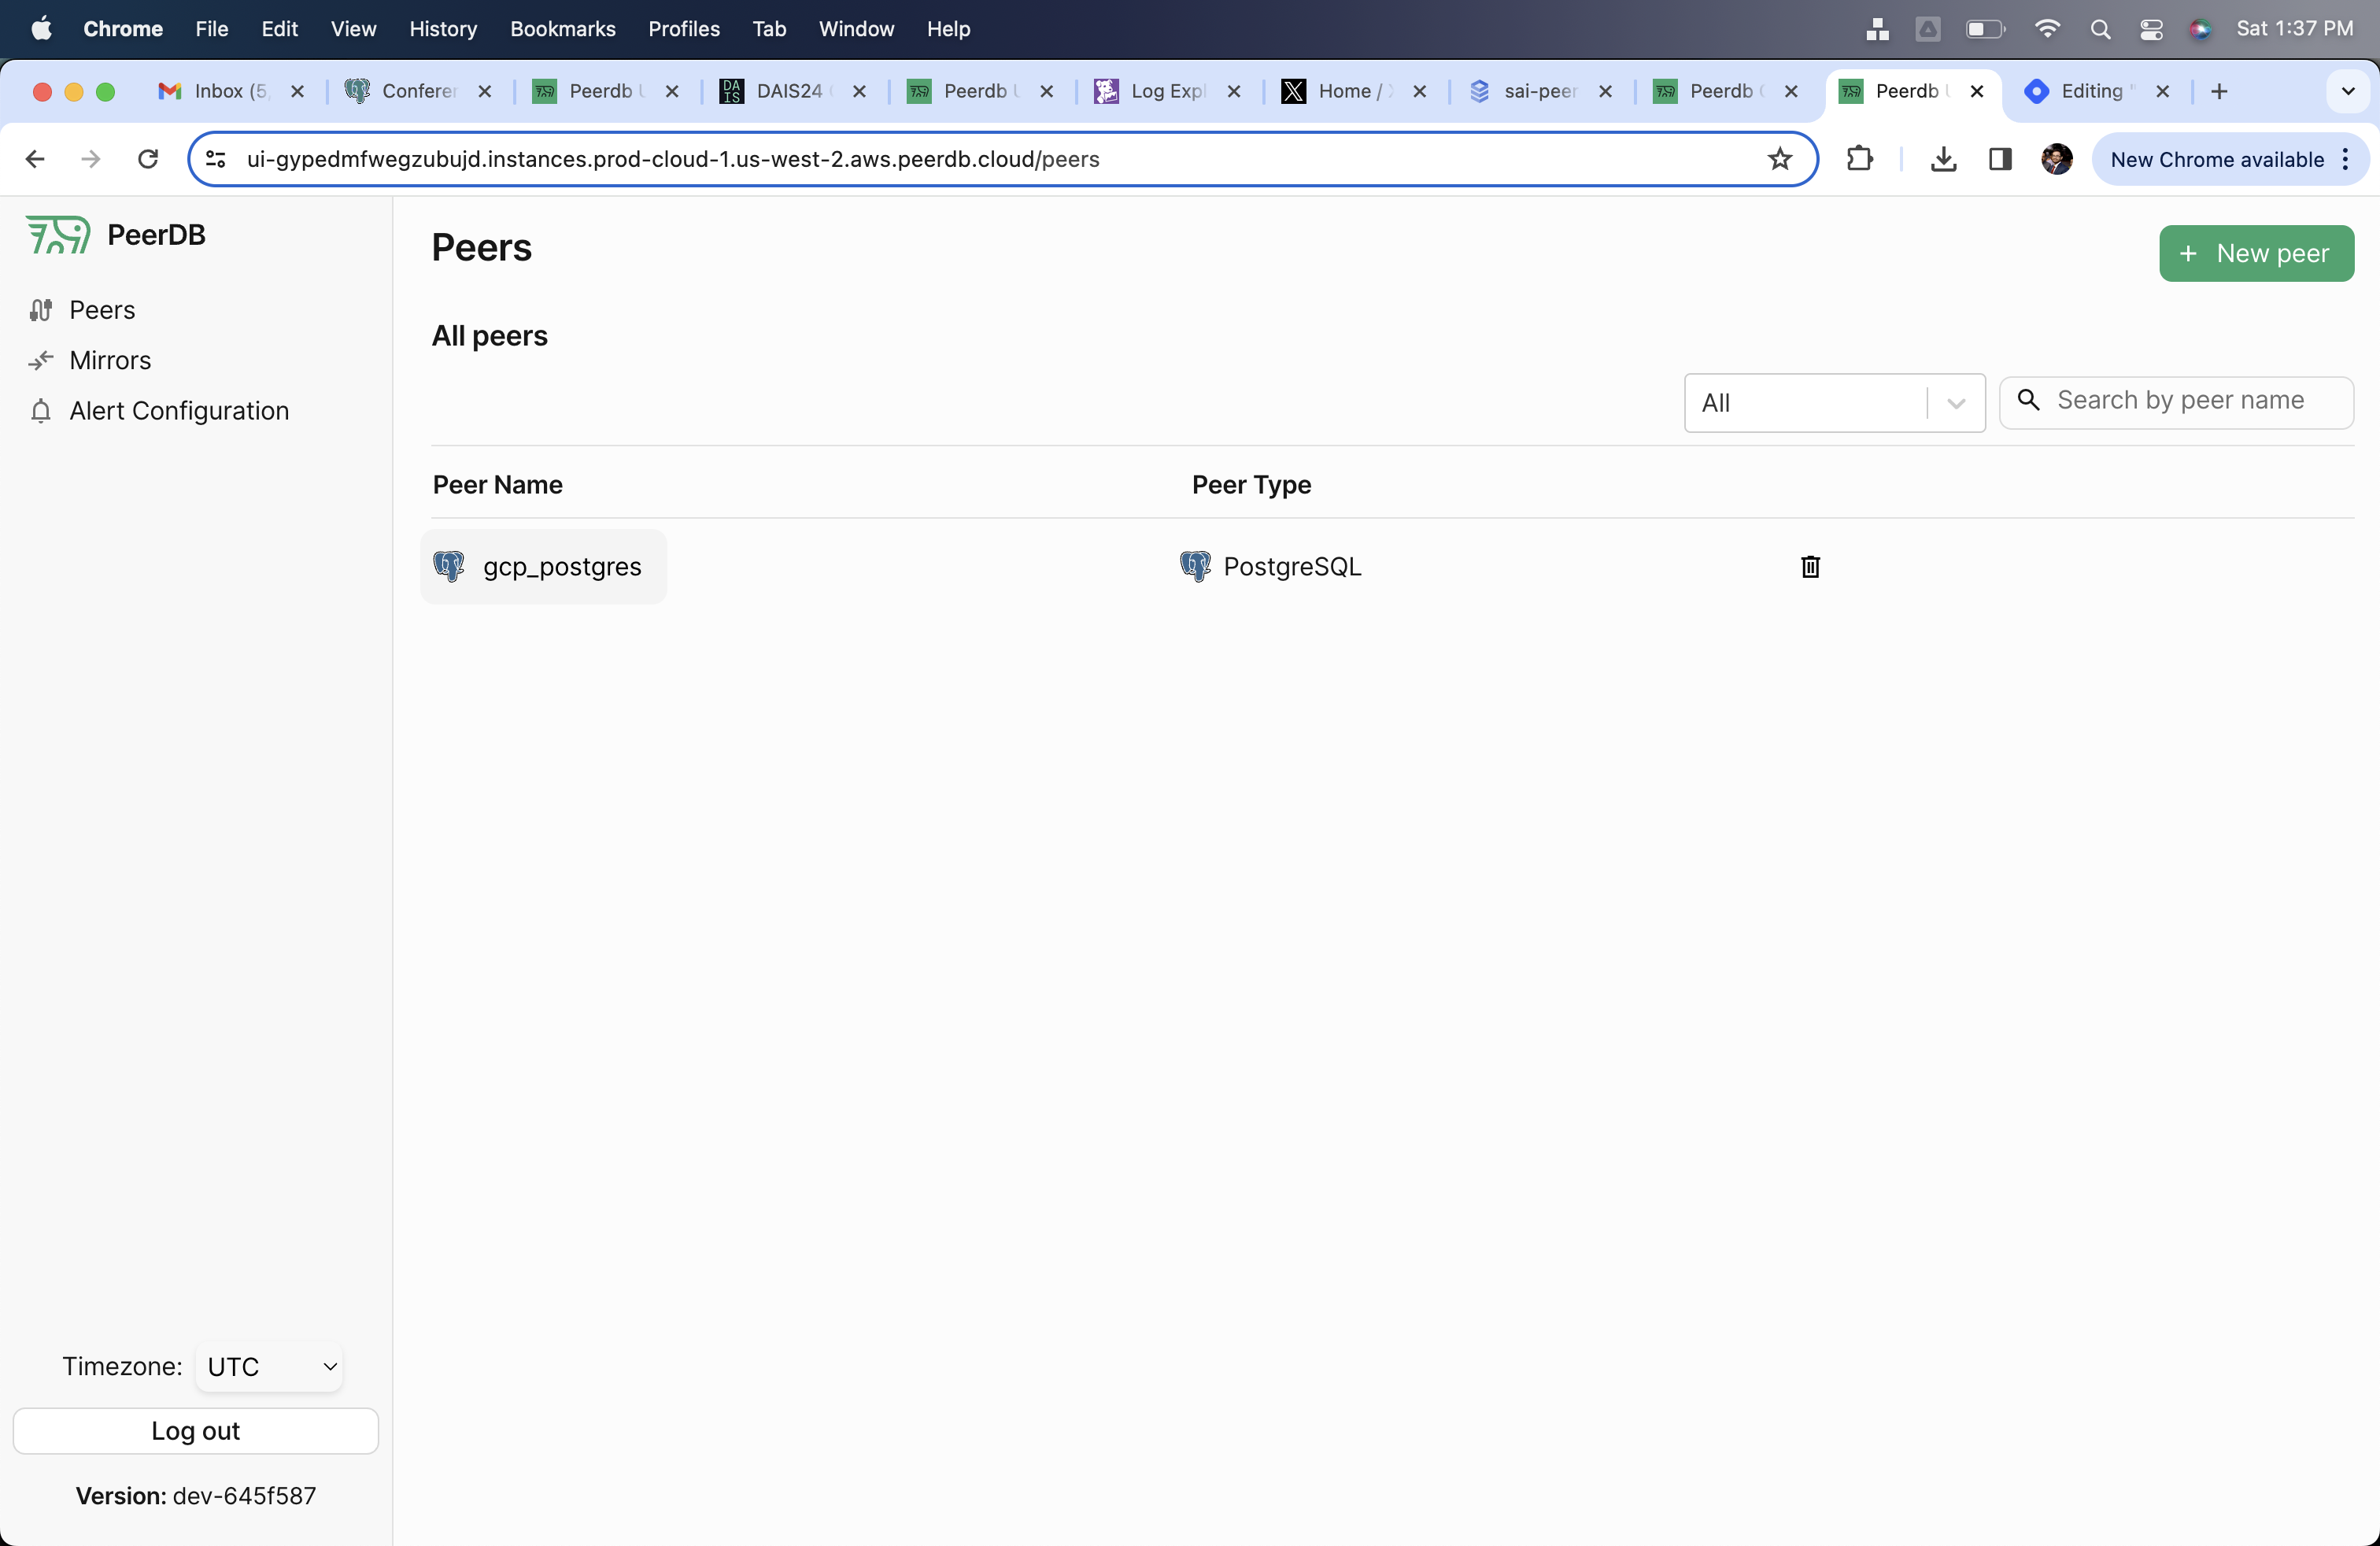 Chrome File Edit View History Bookmarks Profiles Tab Window Help Sat 1:37 PM
Inbox (5, Confere Peerdb DAIS24 Peerdb Log Exp Home / sai-peer Peerdb Peerdb Editing "
ui-gypedmfwegzubujd.instances.prod-cloud-1.us-west-2.aws.peerdb.cloud/peers New Chrome available
PeerDB
Peers
Mirrors
Alert Configuration
Peers
+ New peer
All peers
All Search by peer name
Peer Name Peer Type
gcp_postgres PostgreSQL
Timezone: UTC
Log out
Version: dev-645f587